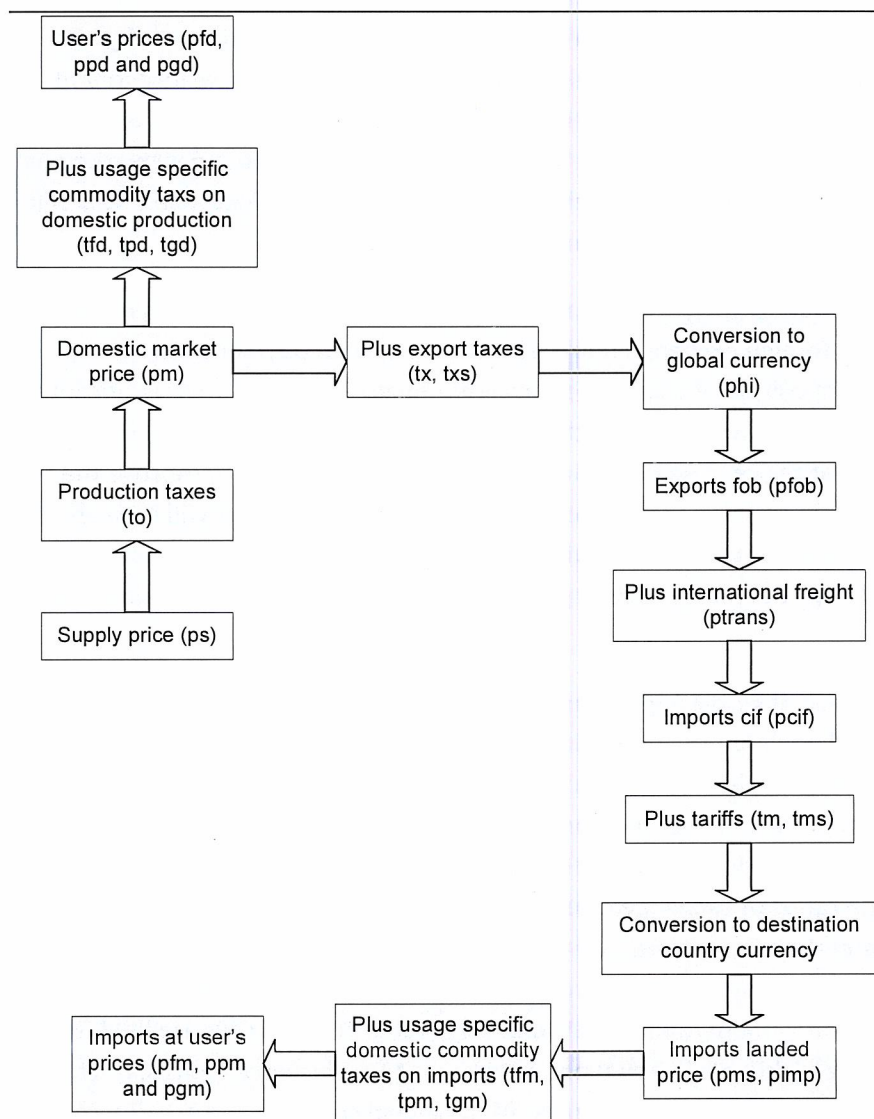 User's prices (pfd,
ppd and pgd)
Plus usage specific
commodity taxs on
domestic production
(tfd, tpd, tgd)
Domestic market
price (pm)
Plus export taxes
(tx, txs)
Conversion to
global currency
(phi)
Production taxes
(to)
Exports fob (pfob)
Supply price (ps)
Plus international freight
(ptrans)
Imports cif (pcif)
Plus tariffs (tm, tms)
Conversion to destination
country currency
Imports landed
price (pms, pimp)
Plus usage specific
domestic commodity
taxes on imports (tfm,
tpm, tgm)
Imports at user's
prices (pfm, ppm
and pgm)